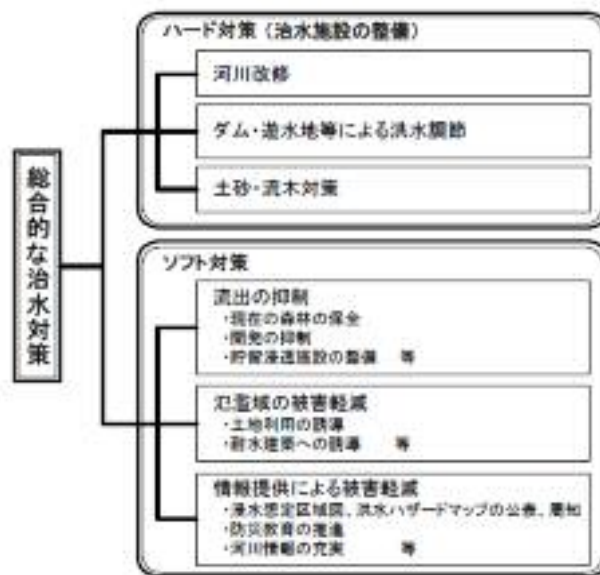 総合的な治水対策
ハード対策（治水施設の整備）
河川改修
ダム・遊水地等による洪水調節
土砂・流木対策
ソフト対策
流出の抑制
・現在の森林の保全
・開発の抑制
・貯留浸透施設の整備　等
氾濫域の被害軽減
・土地利用の誘導
・耐水建築への誘導　等
情報提供による被害軽減
・浸水想定区域図、洪水ハザードマップの公表、周知
・防災教育の推進
・河川情報の充実　等